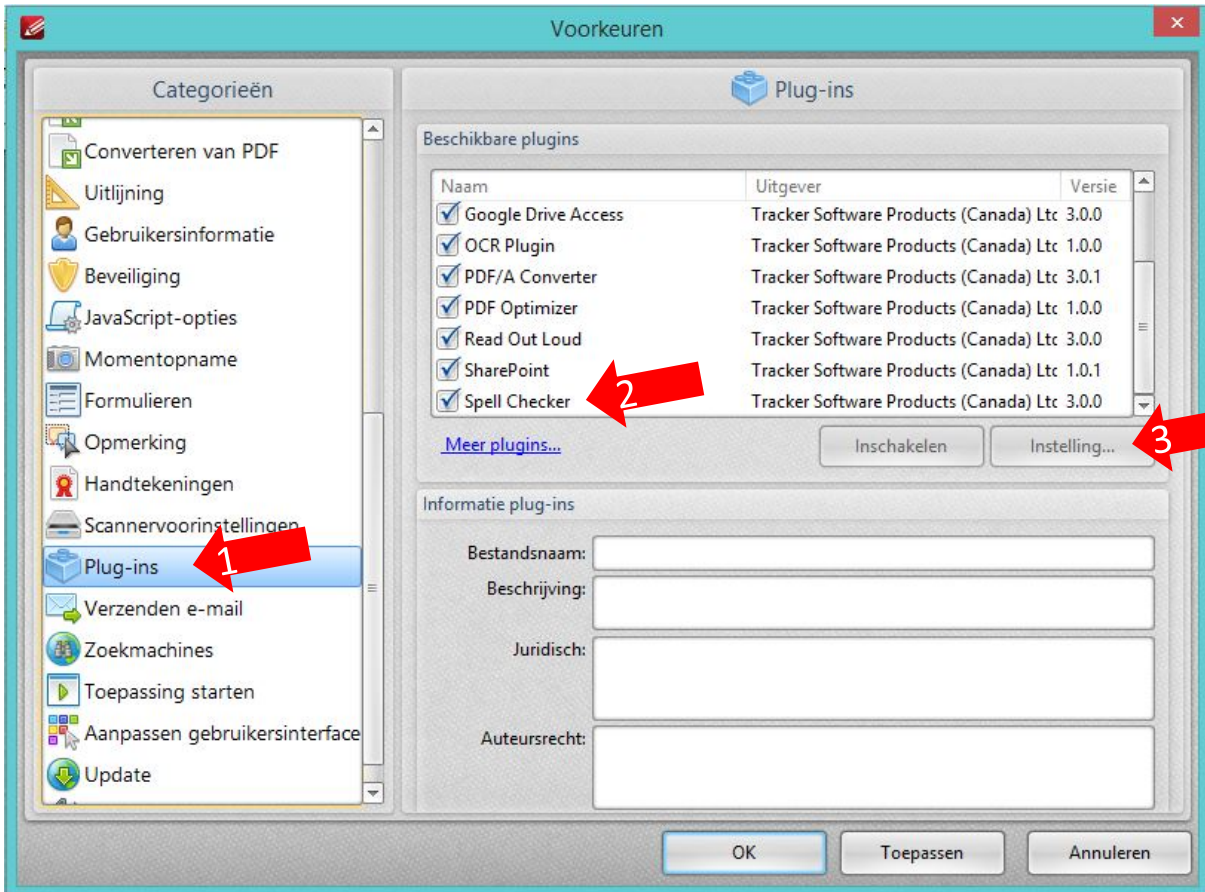 Voorkeuren
Categorieën
Converteren van PDF
Uitlijning
Gebruikersinformatie
Beveiliging
JavaScript-opties
Momentopname
Formulieren
Opmerking
Handtekeningen
Scannervoorinstellingen
Plug-ins
1
Verzenden e-mail
Zoekmachines
Toepassing starten
Aanpassen gebruikersinterface
Update
Plug-ins
Beschikbare plugins
Naam Uitgever Versie
Google Drive Access Tracker Software Products (Canada) Ltc 3.0.0
OCR Plugin Tracker Software Products (Canada) Ltc 1.0.0
PDF/A Converter Tracker Software Products (Canada) Ltc 3.0.1
PDF Optimizer Tracker Software Products (Canada) Ltc 1.0.0
Read Out Loud Tracker Software Products (Canada) Ltc 3.0.0
SharePoint Tracker Software Products (Canada) Ltc 1.0.1
Spell Checker 2 Tracker Software Products (Canada) Ltc 3.0.0
Meer plugins... Inschakelen Instelling... 3
Informatie plug-ins
Bestandsnaam:
Beschrijving:
Juridisch:
Auteursrecht:
OK Toepassen Annuleren